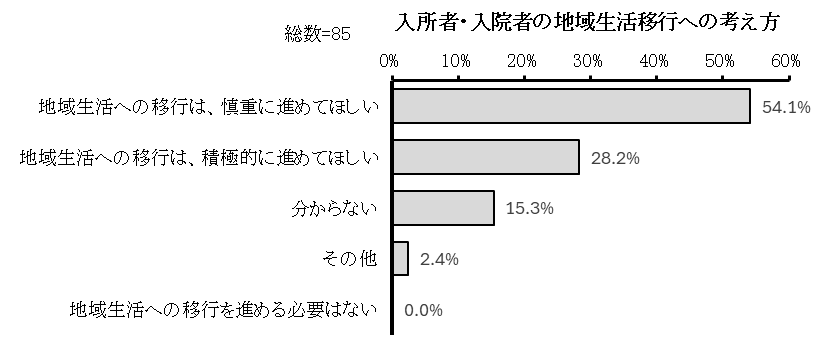 入所者・入院者の地域生活移行への考え方
総数=85
0% 10% 20% 30% 40% 50% 60%
地域生活への移行は、慎重に進めてほしい 54.1%
地域生活への移行は、積極的に進めてほしい 28.2%
分からない 15.3%
その他 2.4%
地域生活への移行を進める必要はない 0.0%